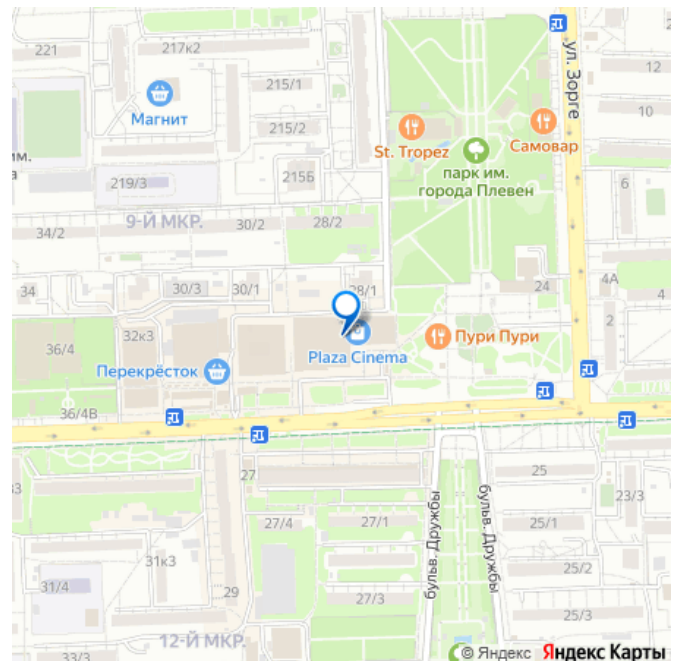 221
217к2
12
ул. Зорге
215/1
Магнит
10
St. Tropez
Самовар
215/2
парк им.
города Плевен
им.
219/3
215Б
6
9-Й МКР.
30/2
28/2
34/2
4А
34
30/3
30/1
28/1
24
4
2
32к3
36/4
Пури Пури
Plaza Cinema
Перекрёсток
36/4В
27
25
23/3
27/4
27/1
25/1
бульв. Дружбы
бульв. Дружбы
31к3
25/2
31/4
29
27/3
25/3
12-Й МКР.
33/3
© Яндекс Яндекс Карты